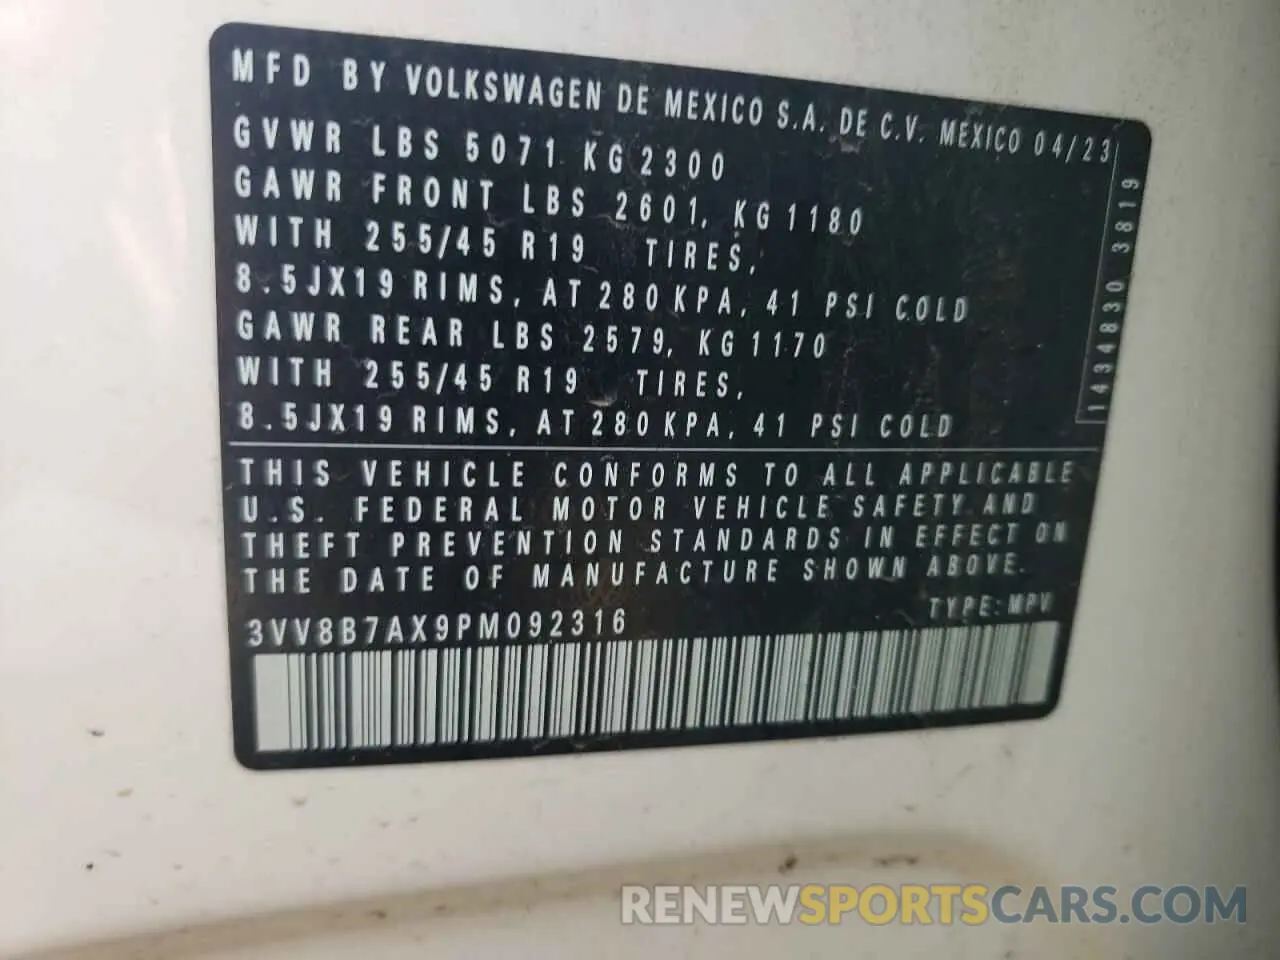 MFD BY VOLKSWAGEN DE MEXICO S.A. DE C.V. MEXICO 04/23
GVWR LBS 5071 KG 2300
GAWR FRONT LBS 2601, KG 1180
WITH 255/45 R19 TIRES,
8.5JX19 RIMS, AT 280 KPA, 41 PSI COLD
GAWR REAR LBS 2579, KG 1170
WITH 255/45 R19 TIRES,
8.5JX19 RIMS, AT 280 KPA, 41 PSI COLD
1434830 3819
THIS VEHICLE CONFORMS TO ALL APPLICABLE
U.S. FEDERAL MOTOR VEHICLE SAFETY AND
THEFT PREVENTION STANDARDS IN EFFECT ON
THE DATE OF MANUFACTURE SHOWN ABOVE.
3VV8B7AX9PM092316 TYPE: MPV
RENEWSPORTSCARS.COM